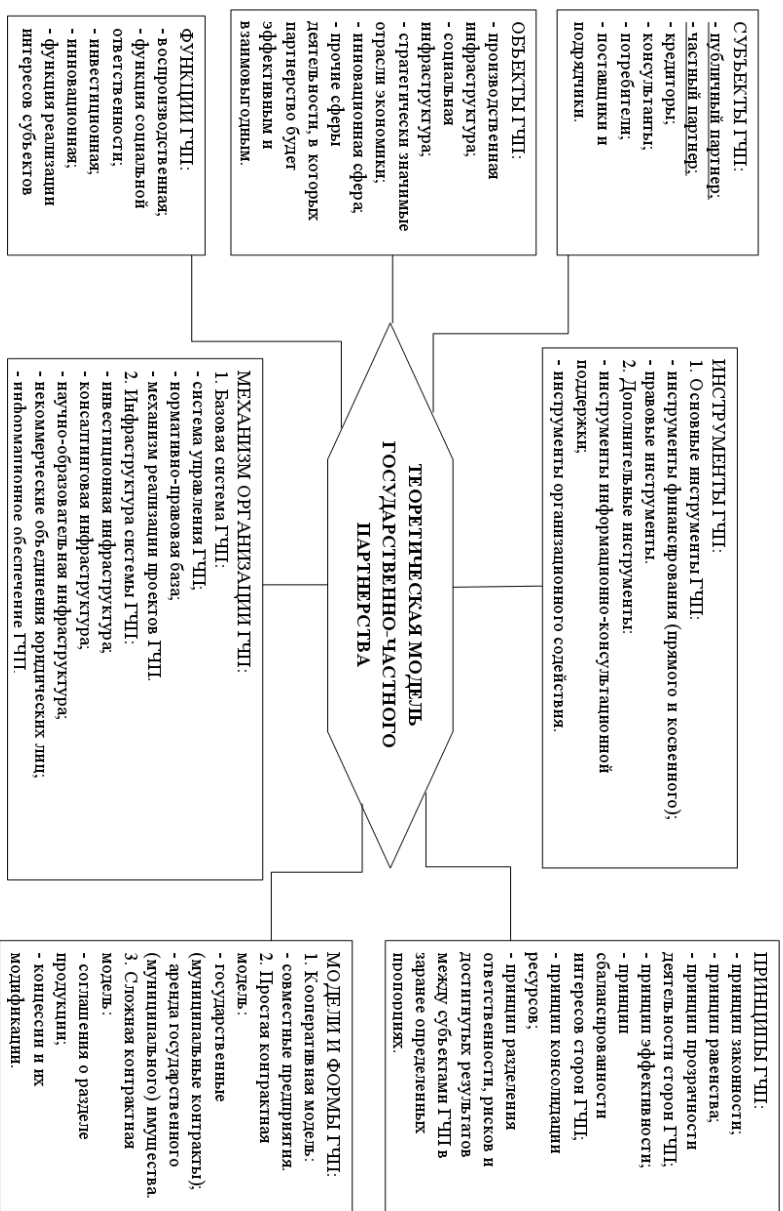 СУБЪЕКТЫ ГЧП:
- публичный партнер;
- частный партнер;
- кредиторы;
- консультанты;
- потребители;
- поставщики и
подрядчики.
ОБЪЕКТЫ ГЧП:
- производственная
инфраструктура;
- социальная
инфраструктура;
- стратегически значимые
отрасли экономики;
- инновационная сфера;
- прочие сферы
деятельности, в которых
партнерство будет
эффективным и
взаимовыгодным.
ФУНКЦИИ ГЧП:
- воспроизводственная;
- функция социальной
ответственности;
- инвестиционная;
- инновационная;
- функция реализации
интересов субъектов
ИНСТРУМЕНТЫ ГЧП:
1. Основные инструменты ГЧП:
- инструменты финансирования (прямого и косвенного);
- правовые инструменты.
2. Дополнительные инструменты:
- инструменты информационно-консультационной
поддержки;
- инструменты организационного содействия.
ТЕОРЕТИЧЕСКАЯ МОДЕЛЬ
ГОСУДАРСТВЕННО-ЧАСТНОГО
ПАРТНЕРСТВА
МЕХАНИЗМ ОРГАНИЗАЦИИ ГЧП:
1. Базовая система ГЧП:
- система управления ГЧП;
- нормативно-правовая база;
- механизм реализации проектов ГЧП.
2. Инфраструктура системы ГЧП:
- инвестиционная инфраструктура;
- консалтинговая инфраструктура;
- научно-образовательная инфраструктура;
- некоммерческие объединения юридических лиц;
- информационное обеспечение ГЧП.
ПРИНЦИПЫ ГЧП:
- принцип законности;
- принцип равенства;
- принцип прозрачности
деятельности сторон ГЧП;
- принцип эффективности;
- принцип
сбалансированности
интересов сторон ГЧП;
- принцип консолидации
ресурсов;
- принцип разделения
ответственности, рисков и
достигнутых результатов
между субъектами ГЧП в
заранее определенных
пропорциях.
МОДЕЛИ И ФОРМЫ ГЧП:
1. Кооперативная модель:
- совместные предприятия.
2. Простая контрактная
модель:
- государственные
(муниципальные контракты);
- аренда государственного
(муниципального) имущества.
3. Сложная контрактная
модель:
- соглашения о разделе
продукции;
- концессии и их
модификации.